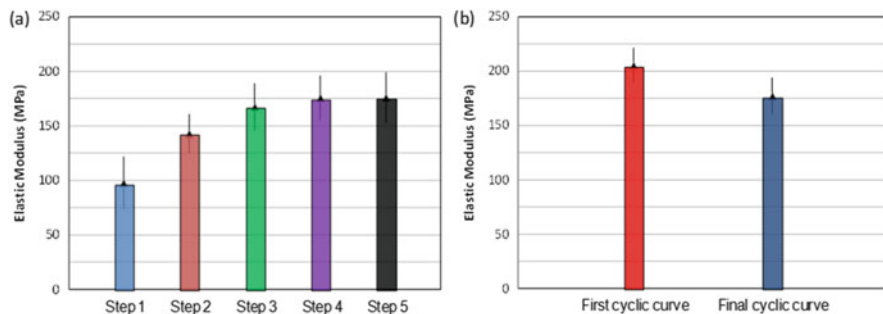 (a)
Elastic Modulus (MPa)
250
200
150
100
50
0
Step 1
Step 2
Step 3
Step 4
Step 5
(b)
Elastic Modulus (MPa)
250
200
150
100
50
0
First cyclic curve
Final cyclic curve